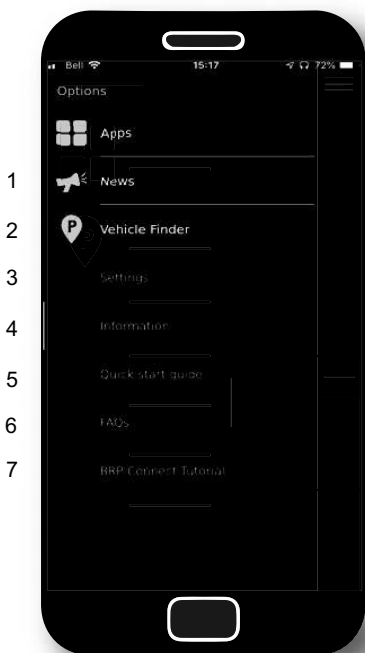 Bell 15:17 72%
Options
Apps
1 News
2 Vehicle Finder
3 Settings
4 Information
5 Quick start guide
6 FAQs
7 BRP Connect Tutorial